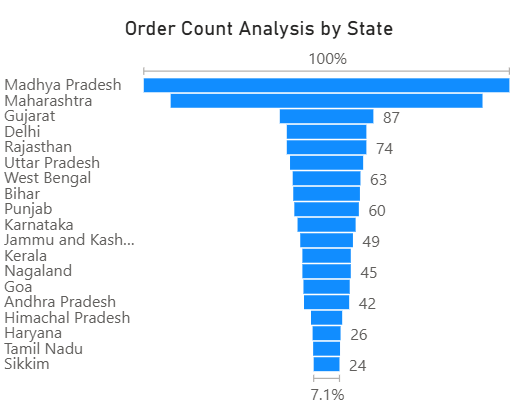 Order Count Analysis by State
100%
Madhya Pradesh
Maharashtra
Gujarat 87
Delhi
Rajasthan 74
Uttar Pradesh
West Bengal 63
Bihar
Punjab 60
Karnataka
Jammu and Kash...  49
Kerala
Nagaland 45
Goa
Andhra Pradesh 42
Himachal Pradesh
Haryana 26
Tamil Nadu
Sikkim 24
7.1%